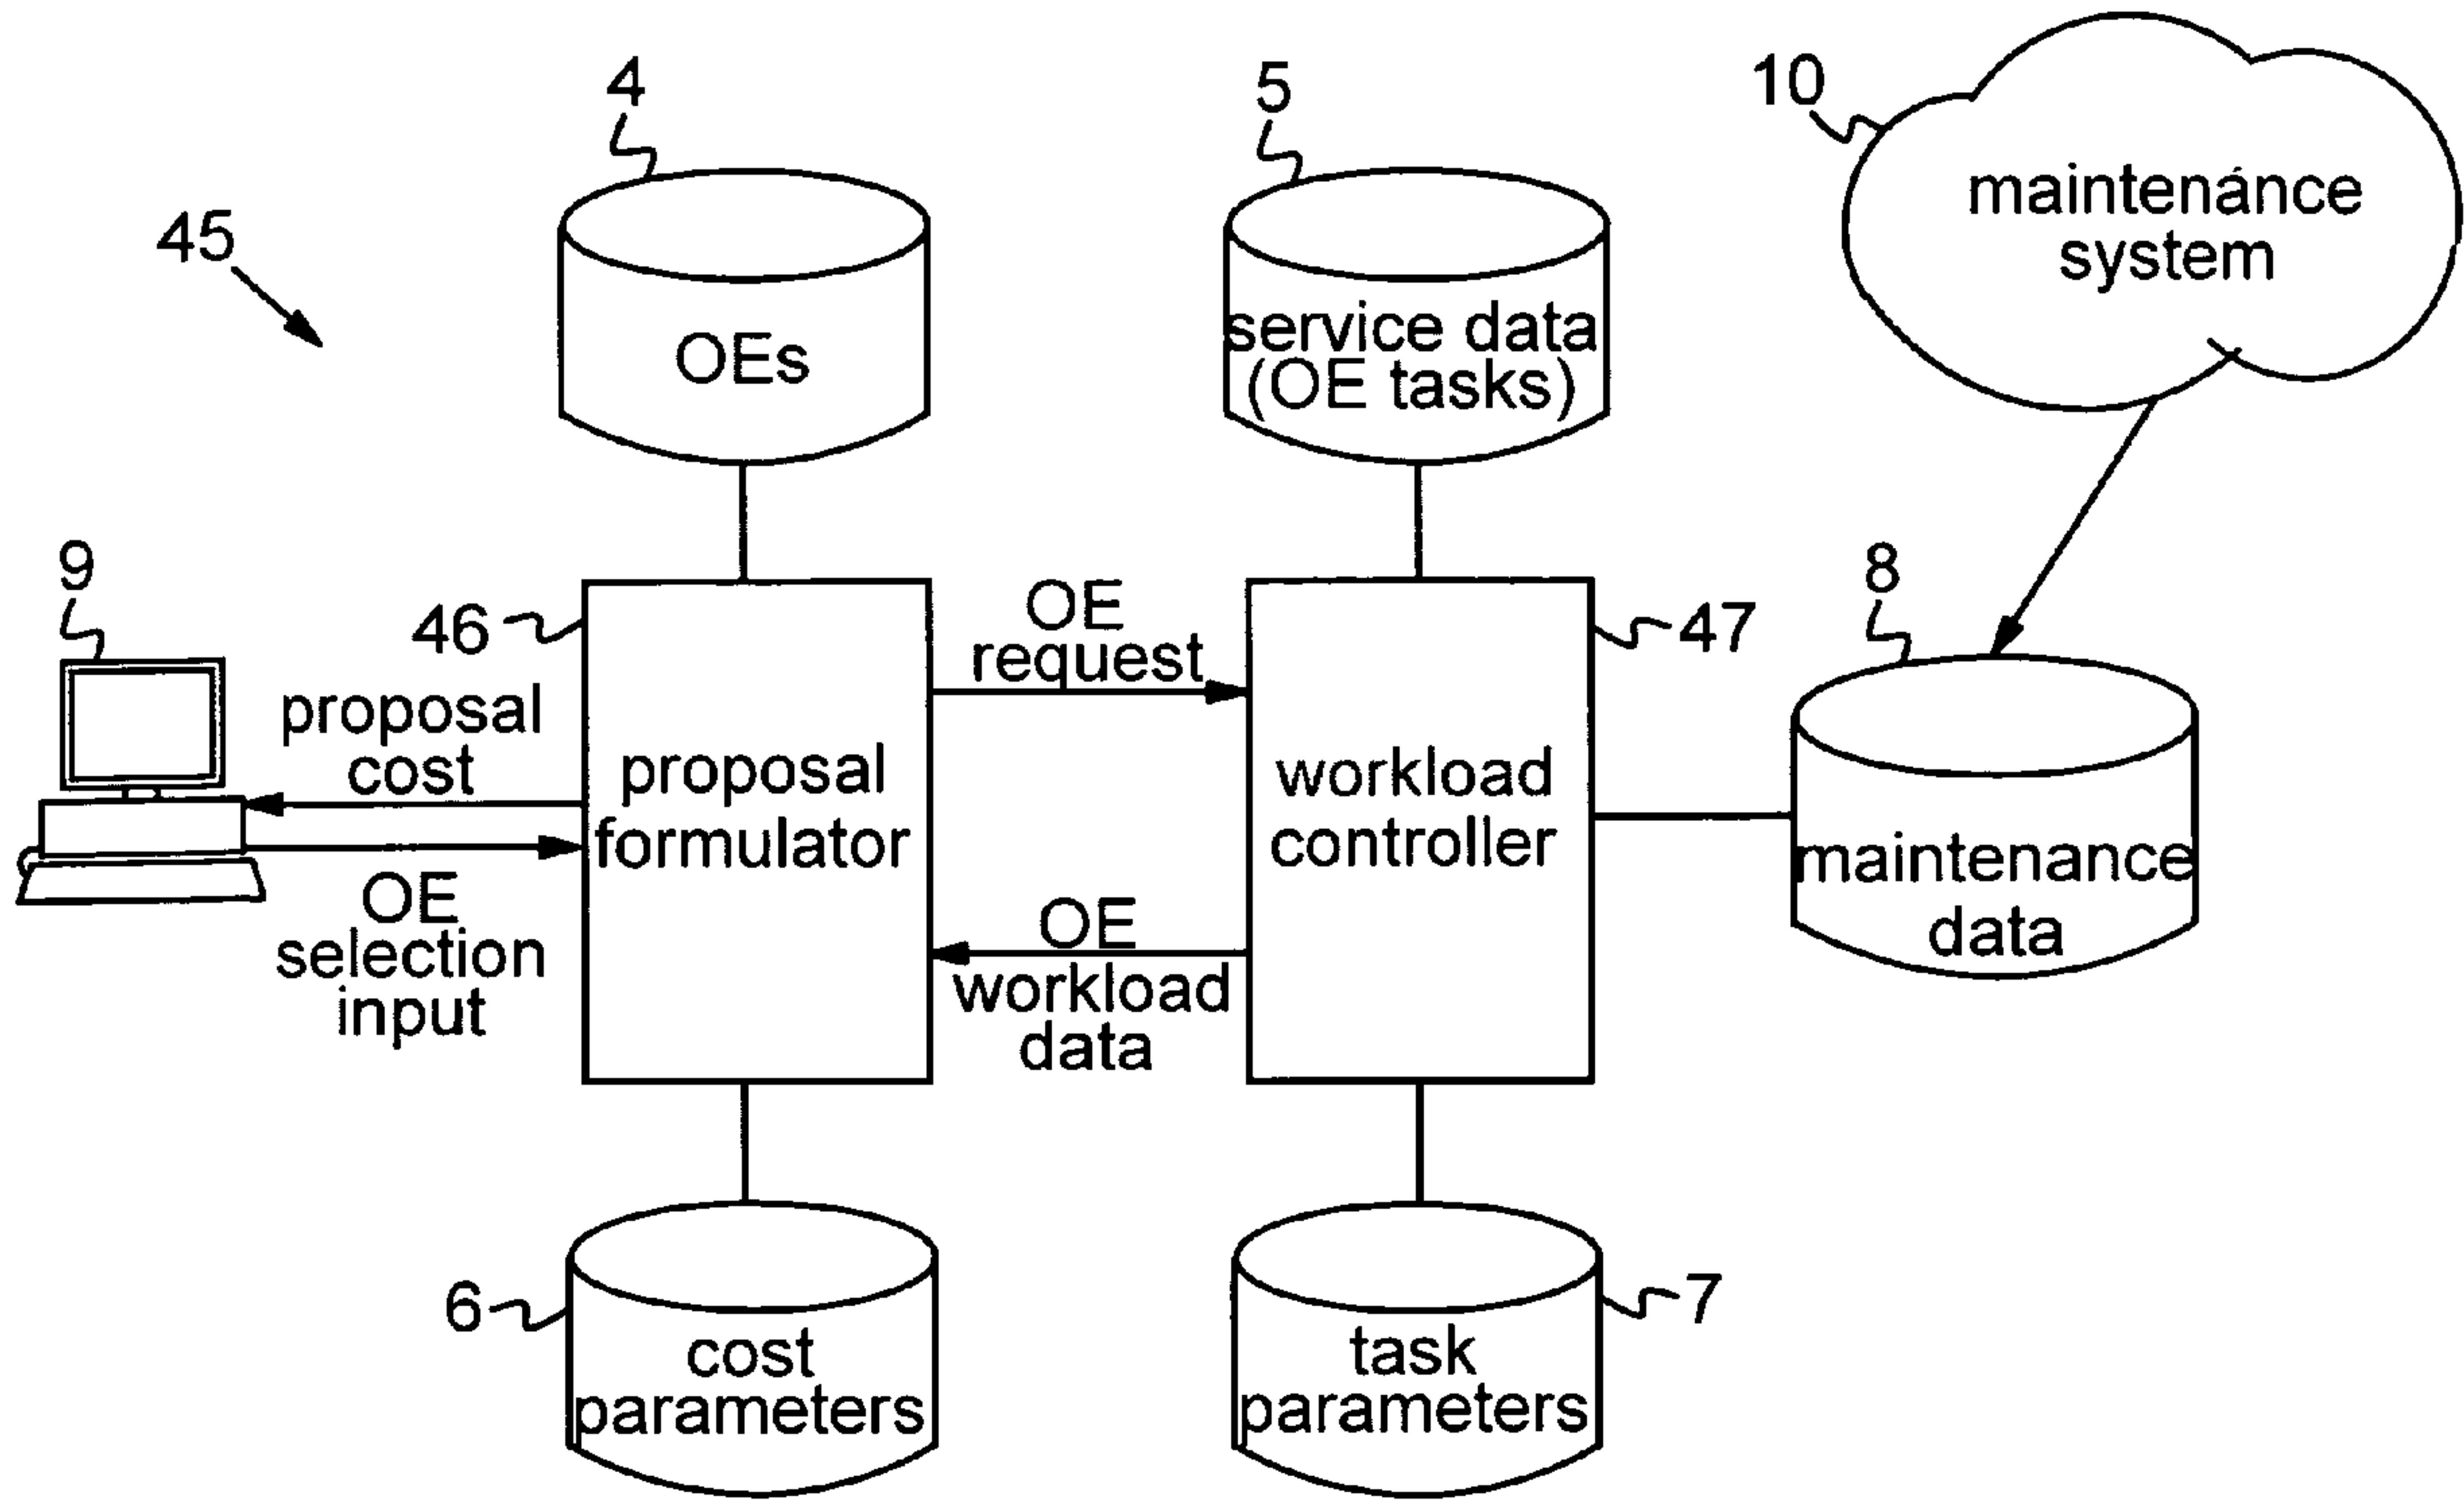 4
5
10
maintenánce
system
45
OEs
service data
(OE tasks)
9
46
OE
request
47
8
proposal
cost
proposal
formulator
workload
controller
OE
selection
input
OE
workload
data
maintenance
data
6
cost
parameters
task
parameters
7